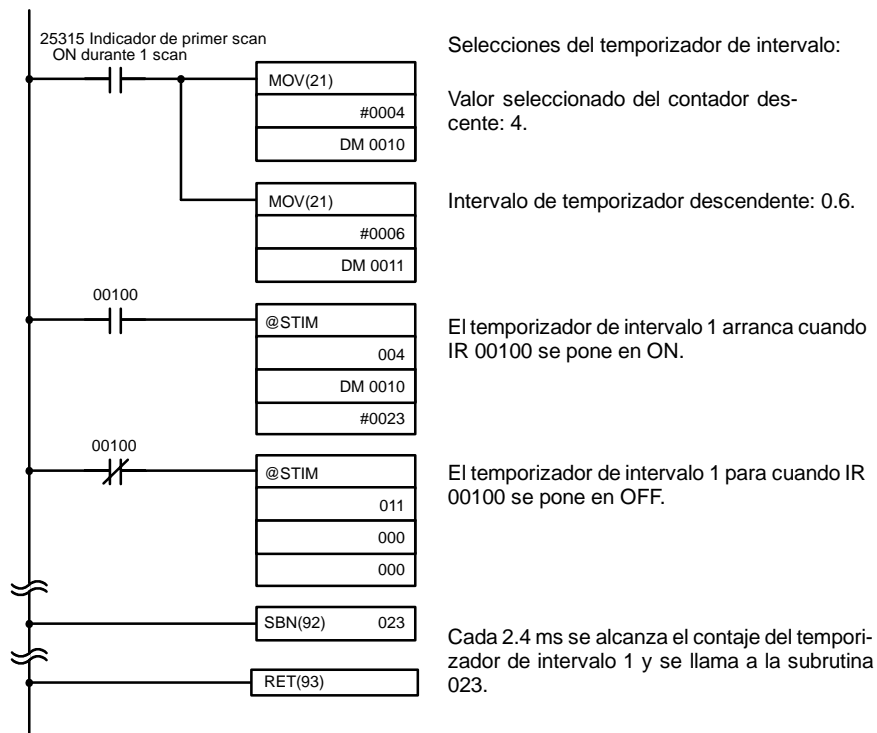 25315 Indicador de primer scan
ON durante 1 scan
MOV(21)
#0004
DM 0010
Selecciones del temporizador de intervalo:
Valor seleccionado del contador des-
cente: 4.
MOV(21)
#0006
DM 0011
Intervalo de temporizador descendente: 0.6.
00100
@STIM
004
DM 0010
#0023
El temporizador de intervalo 1 arranca cuando
IR 00100 se pone en ON.
00100
@STIM
011
000
000
El temporizador de intervalo 1 para cuando IR
00100 se pone en OFF.
SBN(92) 023
RET(93)
Cada 2.4 ms se alcanza el contaje del tempori-
zador de intervalo 1 y se llama a la subrutina
023.